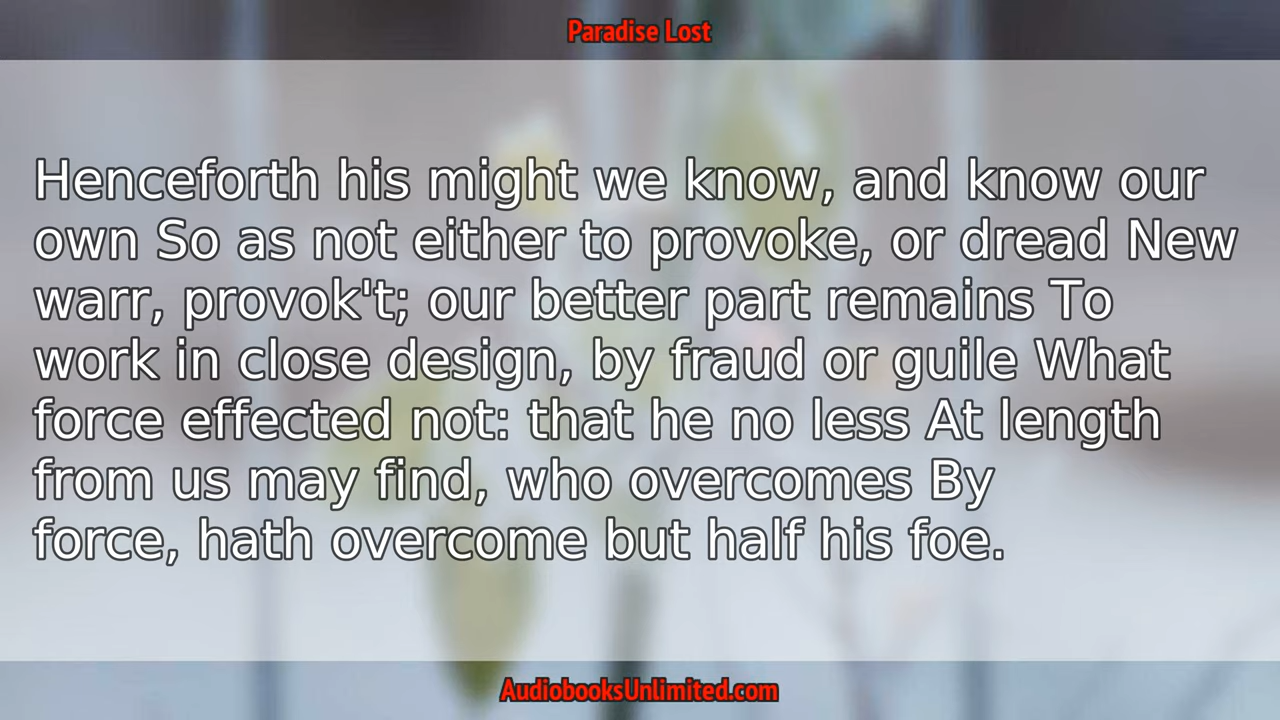 Paradise Lost
Henceforth his might we know, and know our
own So as not either to provoke, or dread New
warr, provok't; our better part remains To
work in close design, by fraud or guile What
force effected not: that he no less At length
from us may find, who overcomes By
force, hath overcome but half his foe.
AudiobooksUnlimited.com